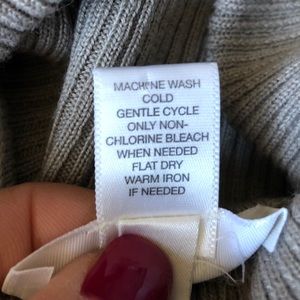 MACHINE WASH
COLD
GENTLE CYCLE
ONLY NON-
CHLORINE BLEACH
WHEN NEEDED
FLAT DRY
WARM IRON
IF NEEDED